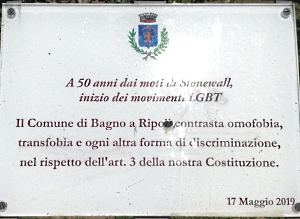 A 50 anni dai moti di Stonewall,
inizio dei movimenti LGBT
Il Comune di Bagno a Ripoli contrasta omofobia,
transfobia e ogni altra forma di discriminazione,
nel rispetto dell'art. 3 della nostra Costituzione.
17 Maggio 2019